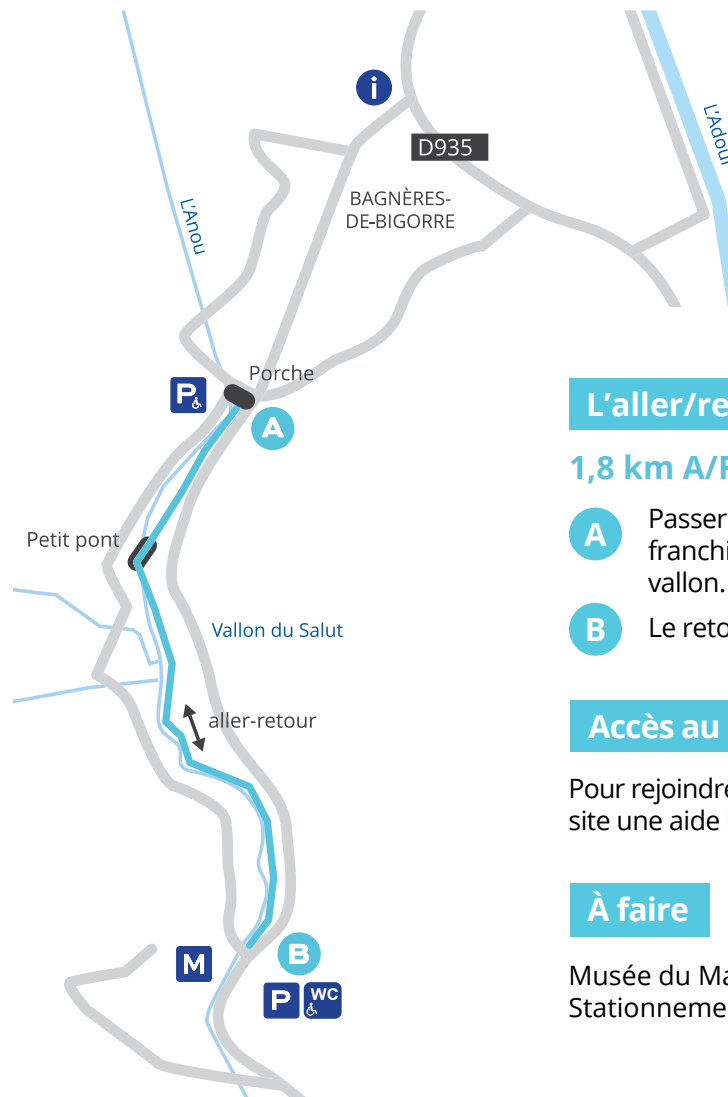 i
L'Adour
D935
BAGNÈRES-
DE-BIGORRE
L'Anou
Porche
P
A
Petit pont
Vallon du Salut
aller-retour
M
B
P
WC
L'aller/re
1,8 km A/
A
Passer
franchi
vallon.
B
Le reto
Accès au
Pour rejoindre
site une aide
À faire
Musée du Ma
Stationneme